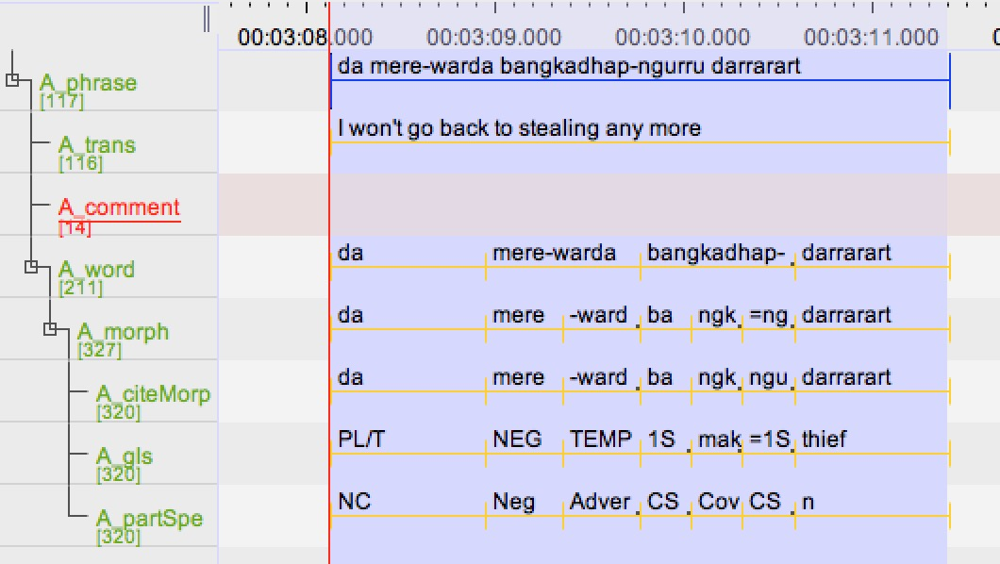 00:03:08.000 00:03:09.000 00:03:10.000 00:03:11.000 0
A_phrase [117] da mere-warda bangkadhap-ngurru darrarart
A_trans [116] I won't go back to stealing any more
A_comment [14]
A_word [211] da mere-warda bangkadhap- darrarart
A_morph [327] da mere -ward ba ngk =ng darrarart
A_citeMorp [320] da mere -ward ba ngk ngu darrarart
A_gls [320] PL/T NEG TEMP 1S mak =1S thief
A_partSpe [320] NC Neg Adver CS Cov CS n